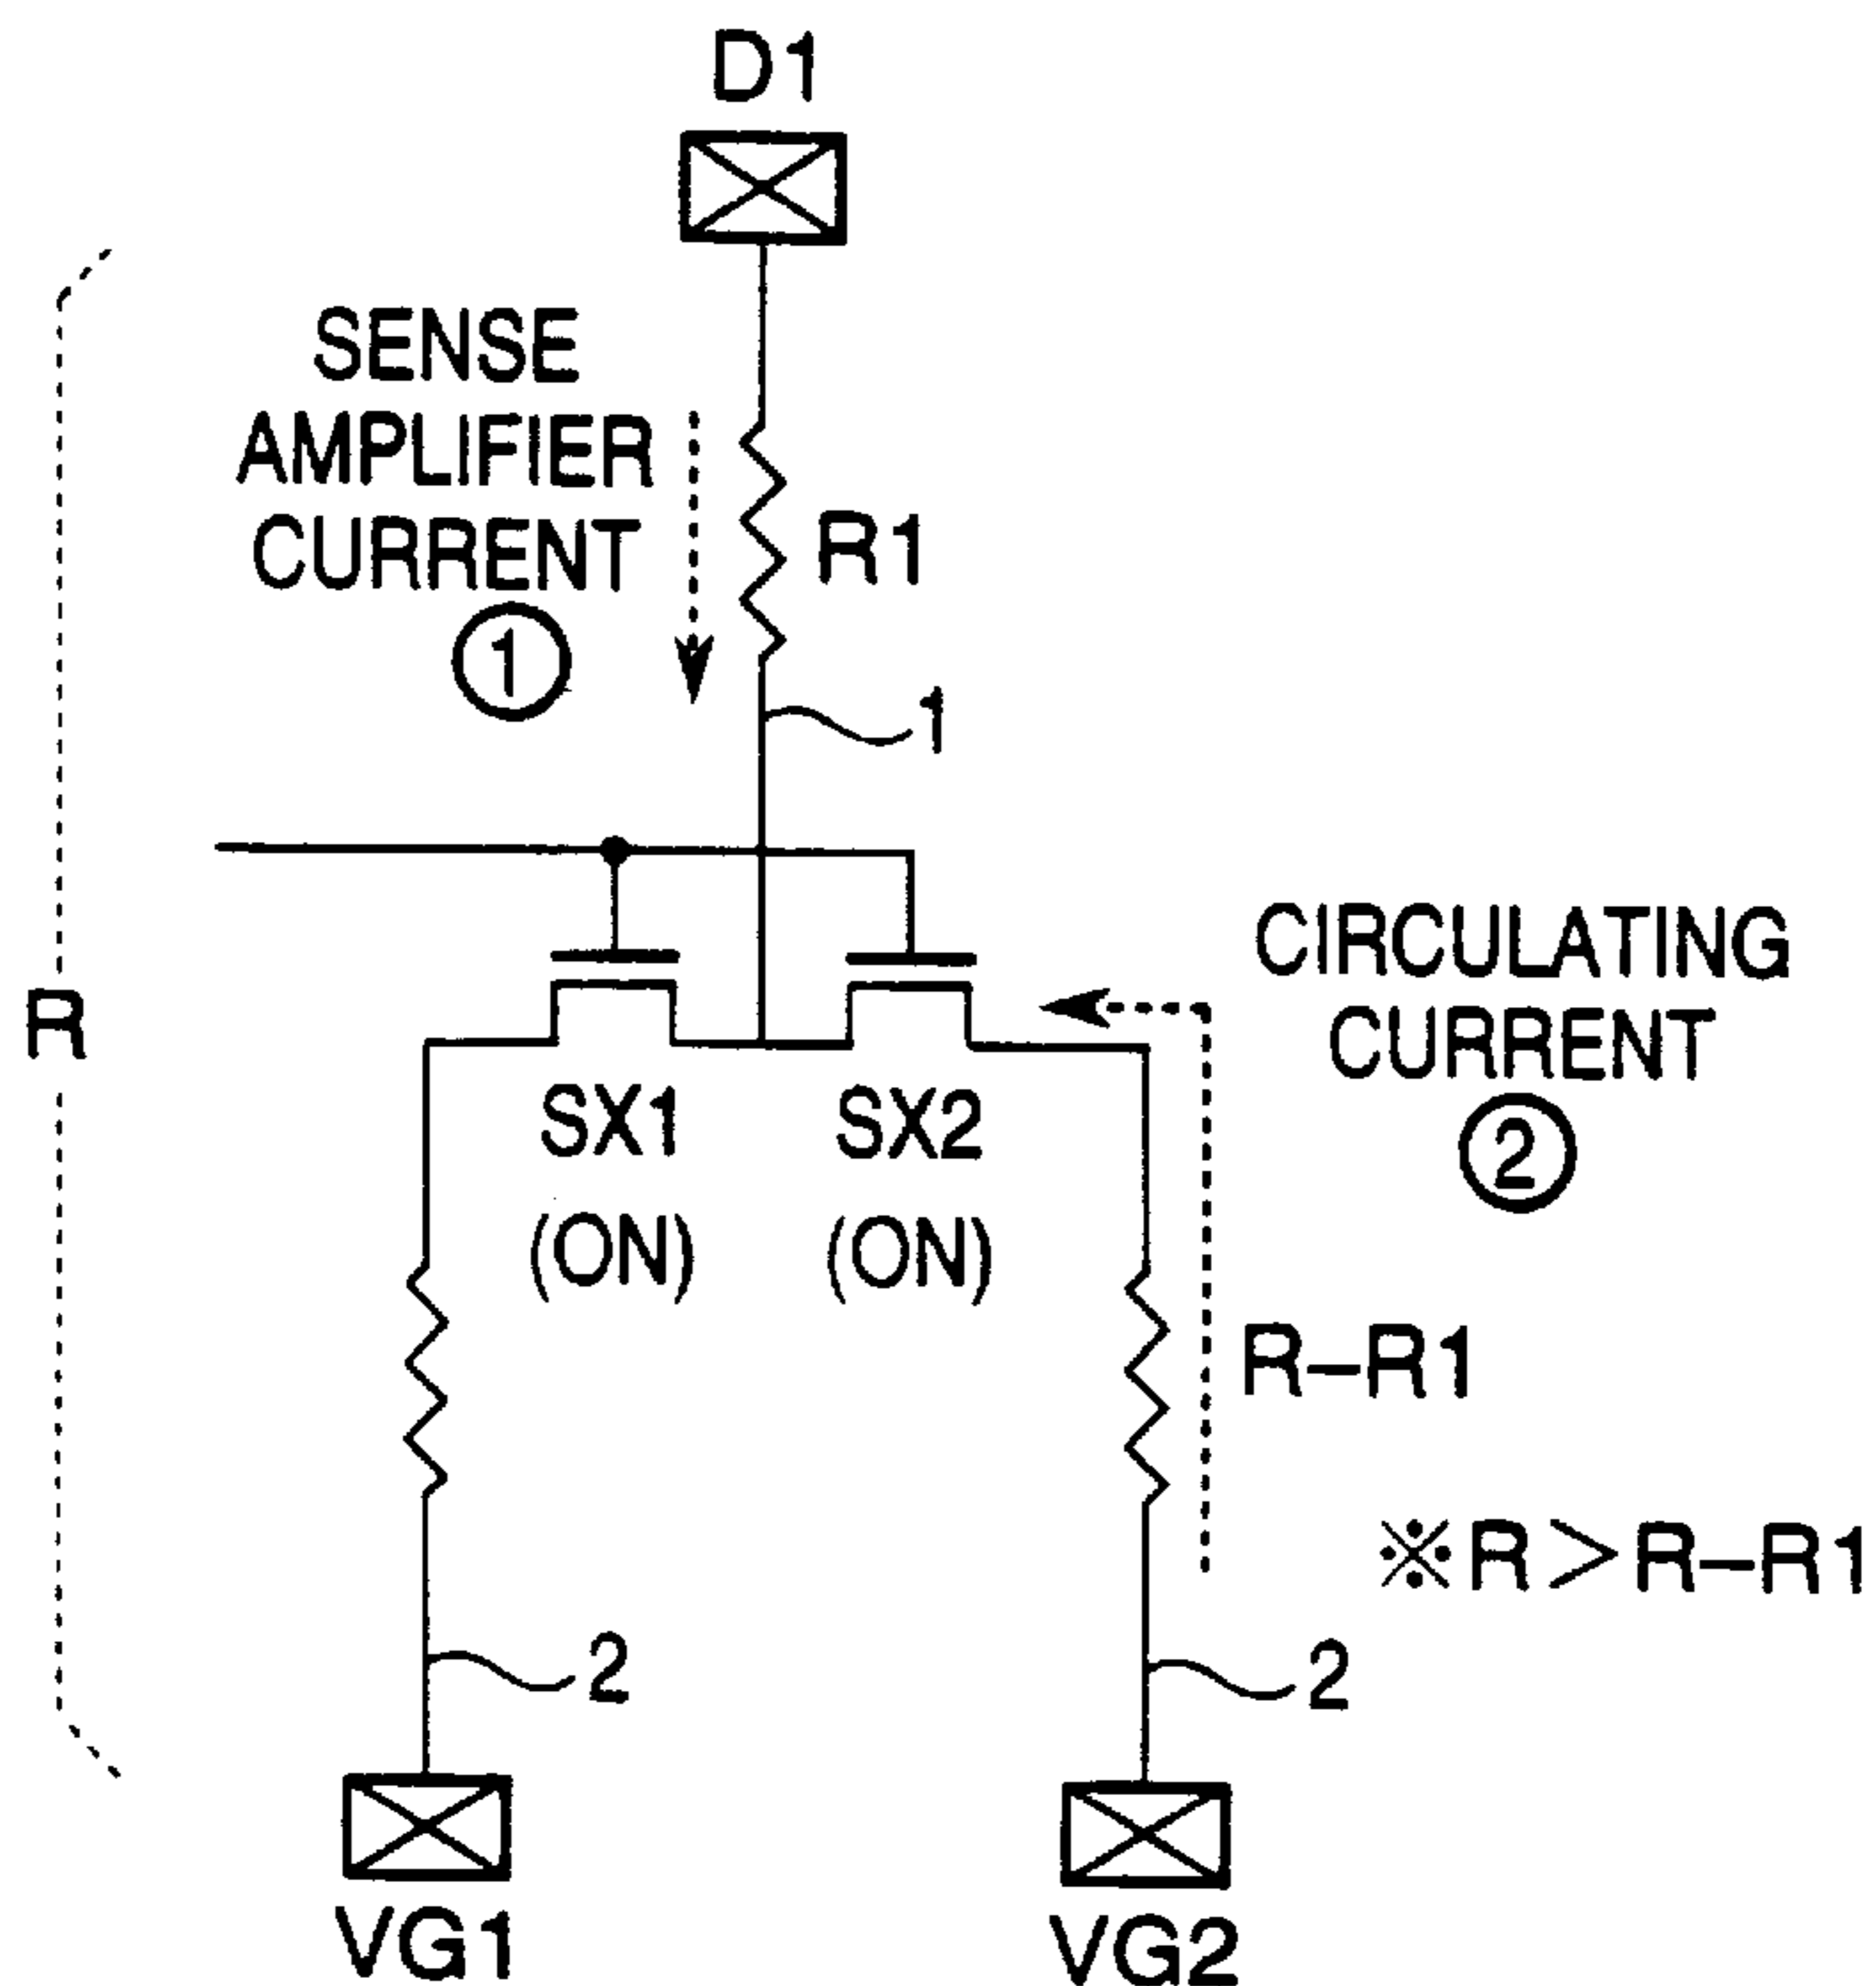 D1
SENSE
AMPLIFIER
CURRENT
①
R1
1
R
CIRCULATING
CURRENT
②
SX1
SX2
(ON)
(ON)
R–R1
※R>R–R1
2
2
VG1
VG2